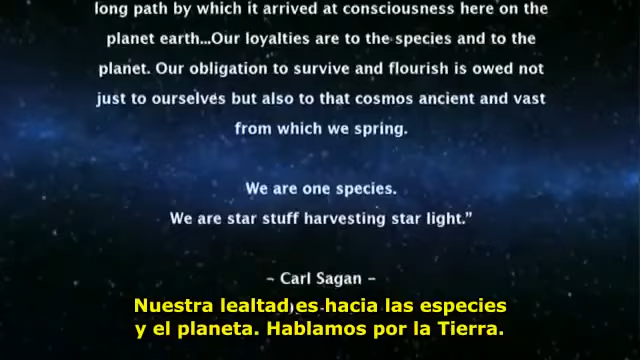 long path by which it arrived at consciousness here on the
planet earth...Our loyalties are to the species and to the
planet. Our obligation to survive and flourish is owed not
just to ourselves but also to that cosmos ancient and vast
from which we spring.
We are one species.
We are star stuff harvesting star light.”
~ Carl Sagan ~
Nuestra lealtad es hacia las especies
y el planeta. Hablamos por la Tierra.